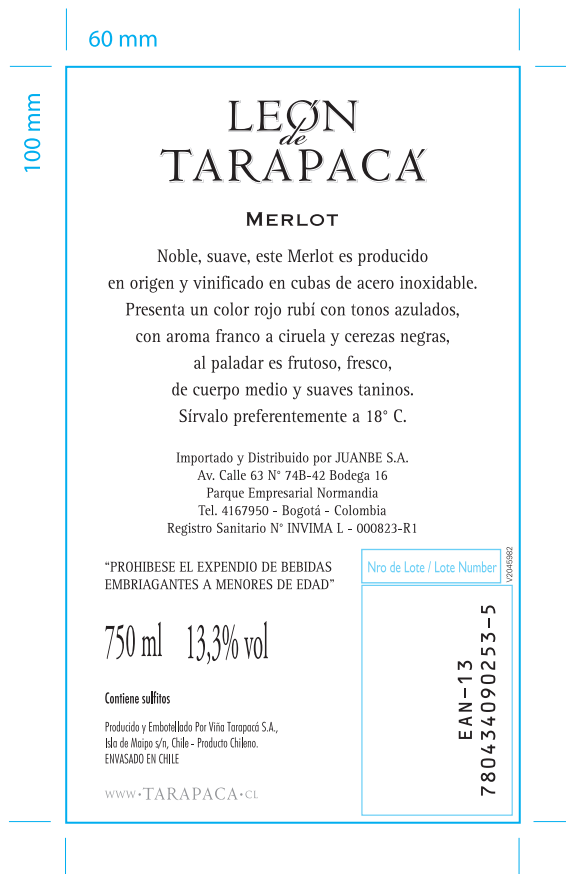 60 mm
100 mm
LEÓN
de
TARAPACÁ
MERLOT
Noble, suave, este Merlot es producido
en origen y vinificado en cubas de acero inoxidable.
Presenta un color rojo rubí con tonos azulados,
con aroma franco a ciruela y cerezas negras,
al paladar es frutoso, fresco,
de cuerpo medio y suaves taninos.
Sírvalo preferentemente a 18° C.
Importado y Distribuido por JUANBE S.A.
Av. Calle 63 N° 74B-42 Bodega 16
Parque Empresarial Normandia
Tel. 4167950 - Bogotá - Colombia
Registro Sanitario N° INVIMA L - 000823-R1
“PROHIBESE EL EXPENDIO DE BEBIDAS
EMBRIAGANTES A MENORES DE EDAD”
Nro de Lote / Lote Number
V2045982
750 ml 13,3% vol
EAN-13
780434090253-5
Contiene sulfitos
Producido y Embotellado Por Viña Tarapacá S.A.,
Isla de Maipo s/n, Chile - Producto Chileno.
ENVASADO EN CHILE
WWW•TARAPACA•CL